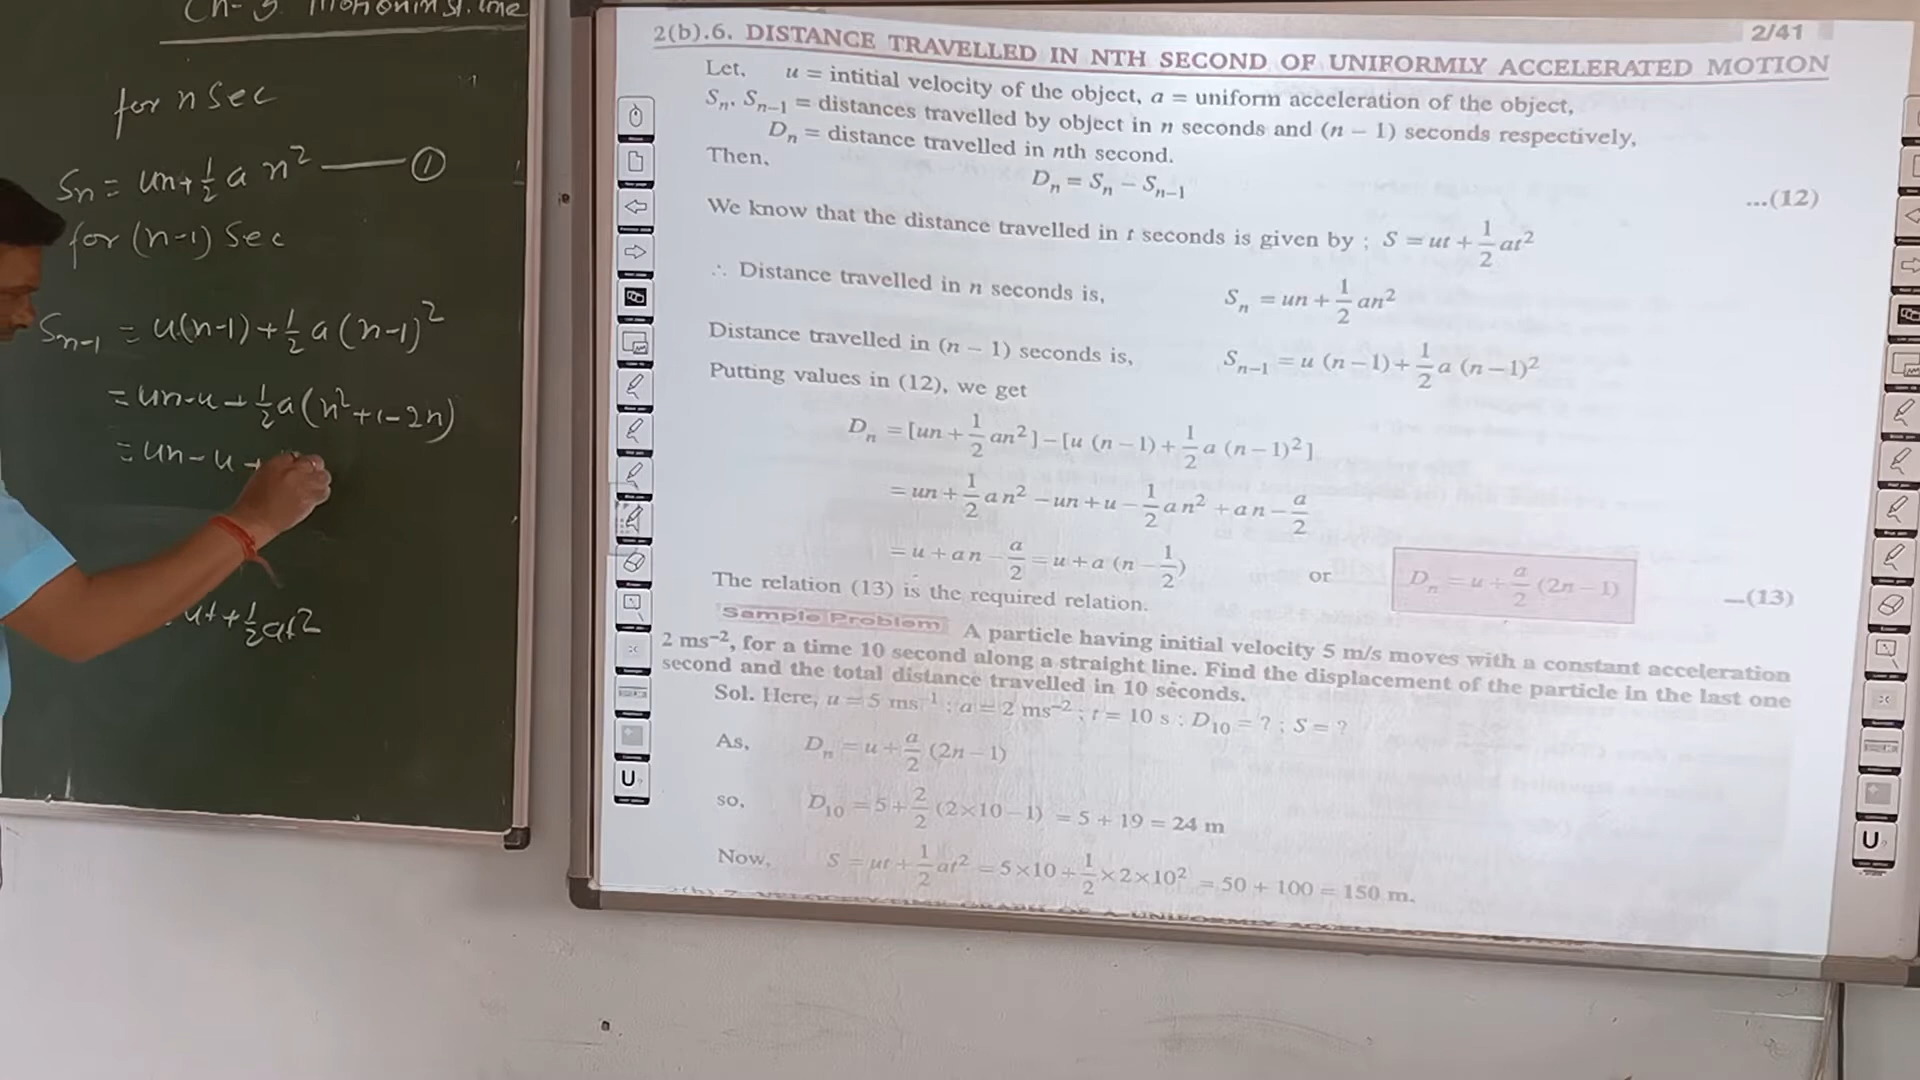 for n Sec
Sn = un + 1/2 a n² —— ①
for (n-1) Sec
Sn-1 = u(n-1) + 1/2 a (n-1)²
= un - u + 1/2 a (n² + 1 - 2n)
= un - u +
ut + 1/2 at²
2/41
2(b).6. DISTANCE TRAVELLED IN NTH SECOND OF UNIFORMLY ACCELERATED MOTION
Let, u = intitial velocity of the object, a = uniform acceleration of the object,
Sn, Sn–1 = distances travelled by object in n seconds and (n – 1) seconds respectively,
Dn = distance travelled in nth second.
Then,
Dn = Sn – Sn–1 ...(12)
We know that the distance travelled in t seconds is given by ; S = ut + 1/2 at²
∴ Distance travelled in n seconds is, Sn = un + 1/2 an²
Distance travelled in (n – 1) seconds is, Sn–1 = u (n – 1) + 1/2 a (n – 1)²
Putting values in (12), we get
Dn = [un + 1/2 an²] – [u (n – 1) + 1/2 a (n – 1)²]
= un + 1/2 an² – un + u – 1/2 an² + an – a/2
= u + an – a/2 = u + a (n – 1/2) or Dn = u + a/2 (2n – 1) ...(13)
The relation (13) is the required relation.
Sample Problem A particle having initial velocity 5 m/s moves with a constant acceleration
2 ms⁻², for a time 10 second along a straight line. Find the displacement of the particle in the last one
second and the total distance travelled in 10 seconds.
Sol. Here, u = 5 ms⁻¹ ; a = 2 ms⁻² ; t = 10 s ; D10 = ? ; S = ?
As, Dn = u + a/2 (2n – 1)
so, D10 = 5 + 2/2 (2×10 – 1) = 5 + 19 = 24 m
Now, S = ut + 1/2 at² = 5×10 + 1/2 ×2×10² = 50 + 100 = 150 m.